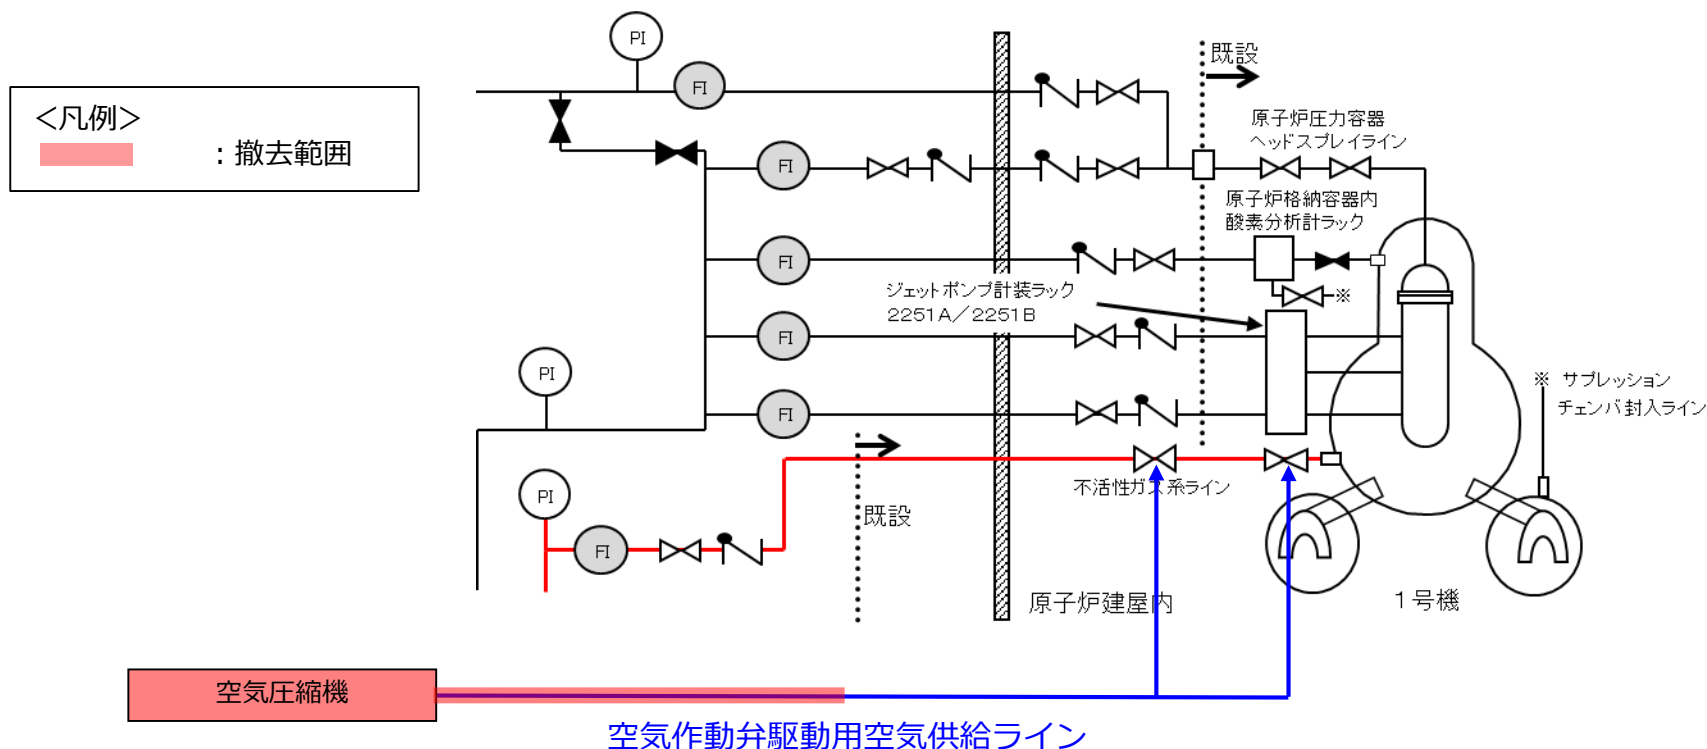 PI
FI
既設
＜凡例＞
：撤去範囲
原子炉圧力容器
ヘッドスプレイライン
FI
原子炉格納容器内
酸素分析計ラック
FI
ジェットポンプ計装ラック
2251A／2251B
※
FI
PI
※ サプレッション
チェンバ封入ライン
FI
不活性ガス系ライン
PI
既設
FI
原子炉建屋内
1号機
空気圧縮機
空気作動弁駆動用空気供給ライン